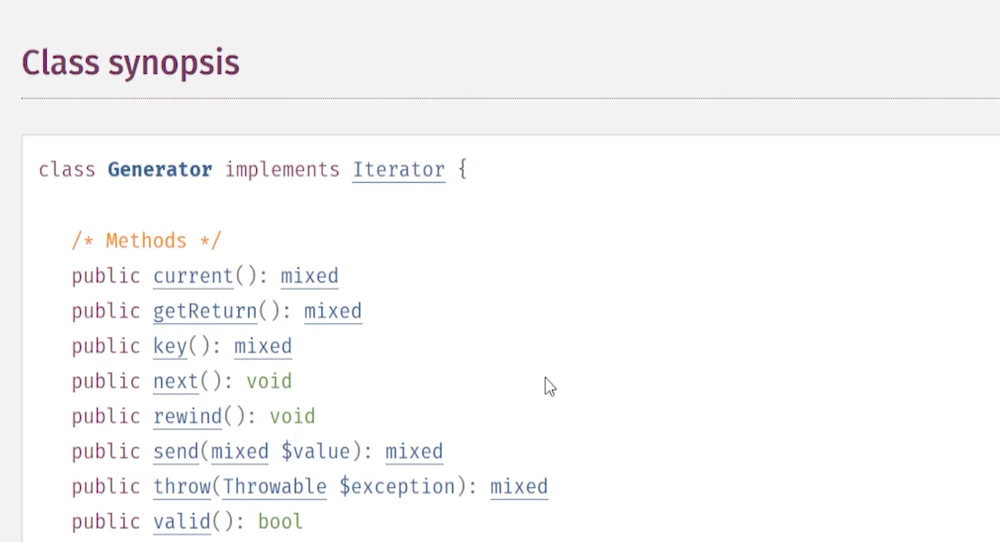 Class synopsis
class Generator implements Iterator {
/* Methods */
public current(): mixed
public getReturn(): mixed
public key(): mixed
public next(): void
public rewind(): void
public send(mixed $value): mixed
public throw(Throwable $exception): mixed
public valid(): bool